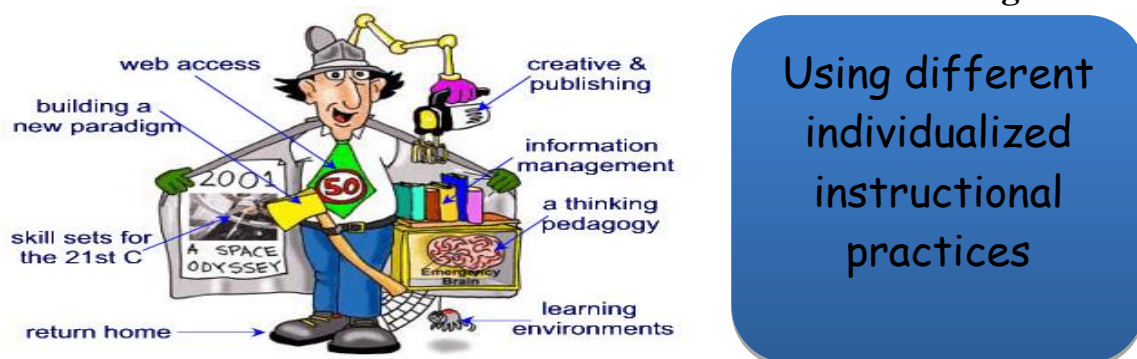 web access
creative &
publishing
building a
new paradigm
information
management
2001
50
a thinking
pedagogy
skill sets for
the 21st C
A SPACE
ODYSSEY
Emergency
Brain
learning
environments
return home
Using different
individualized
instructional
practices